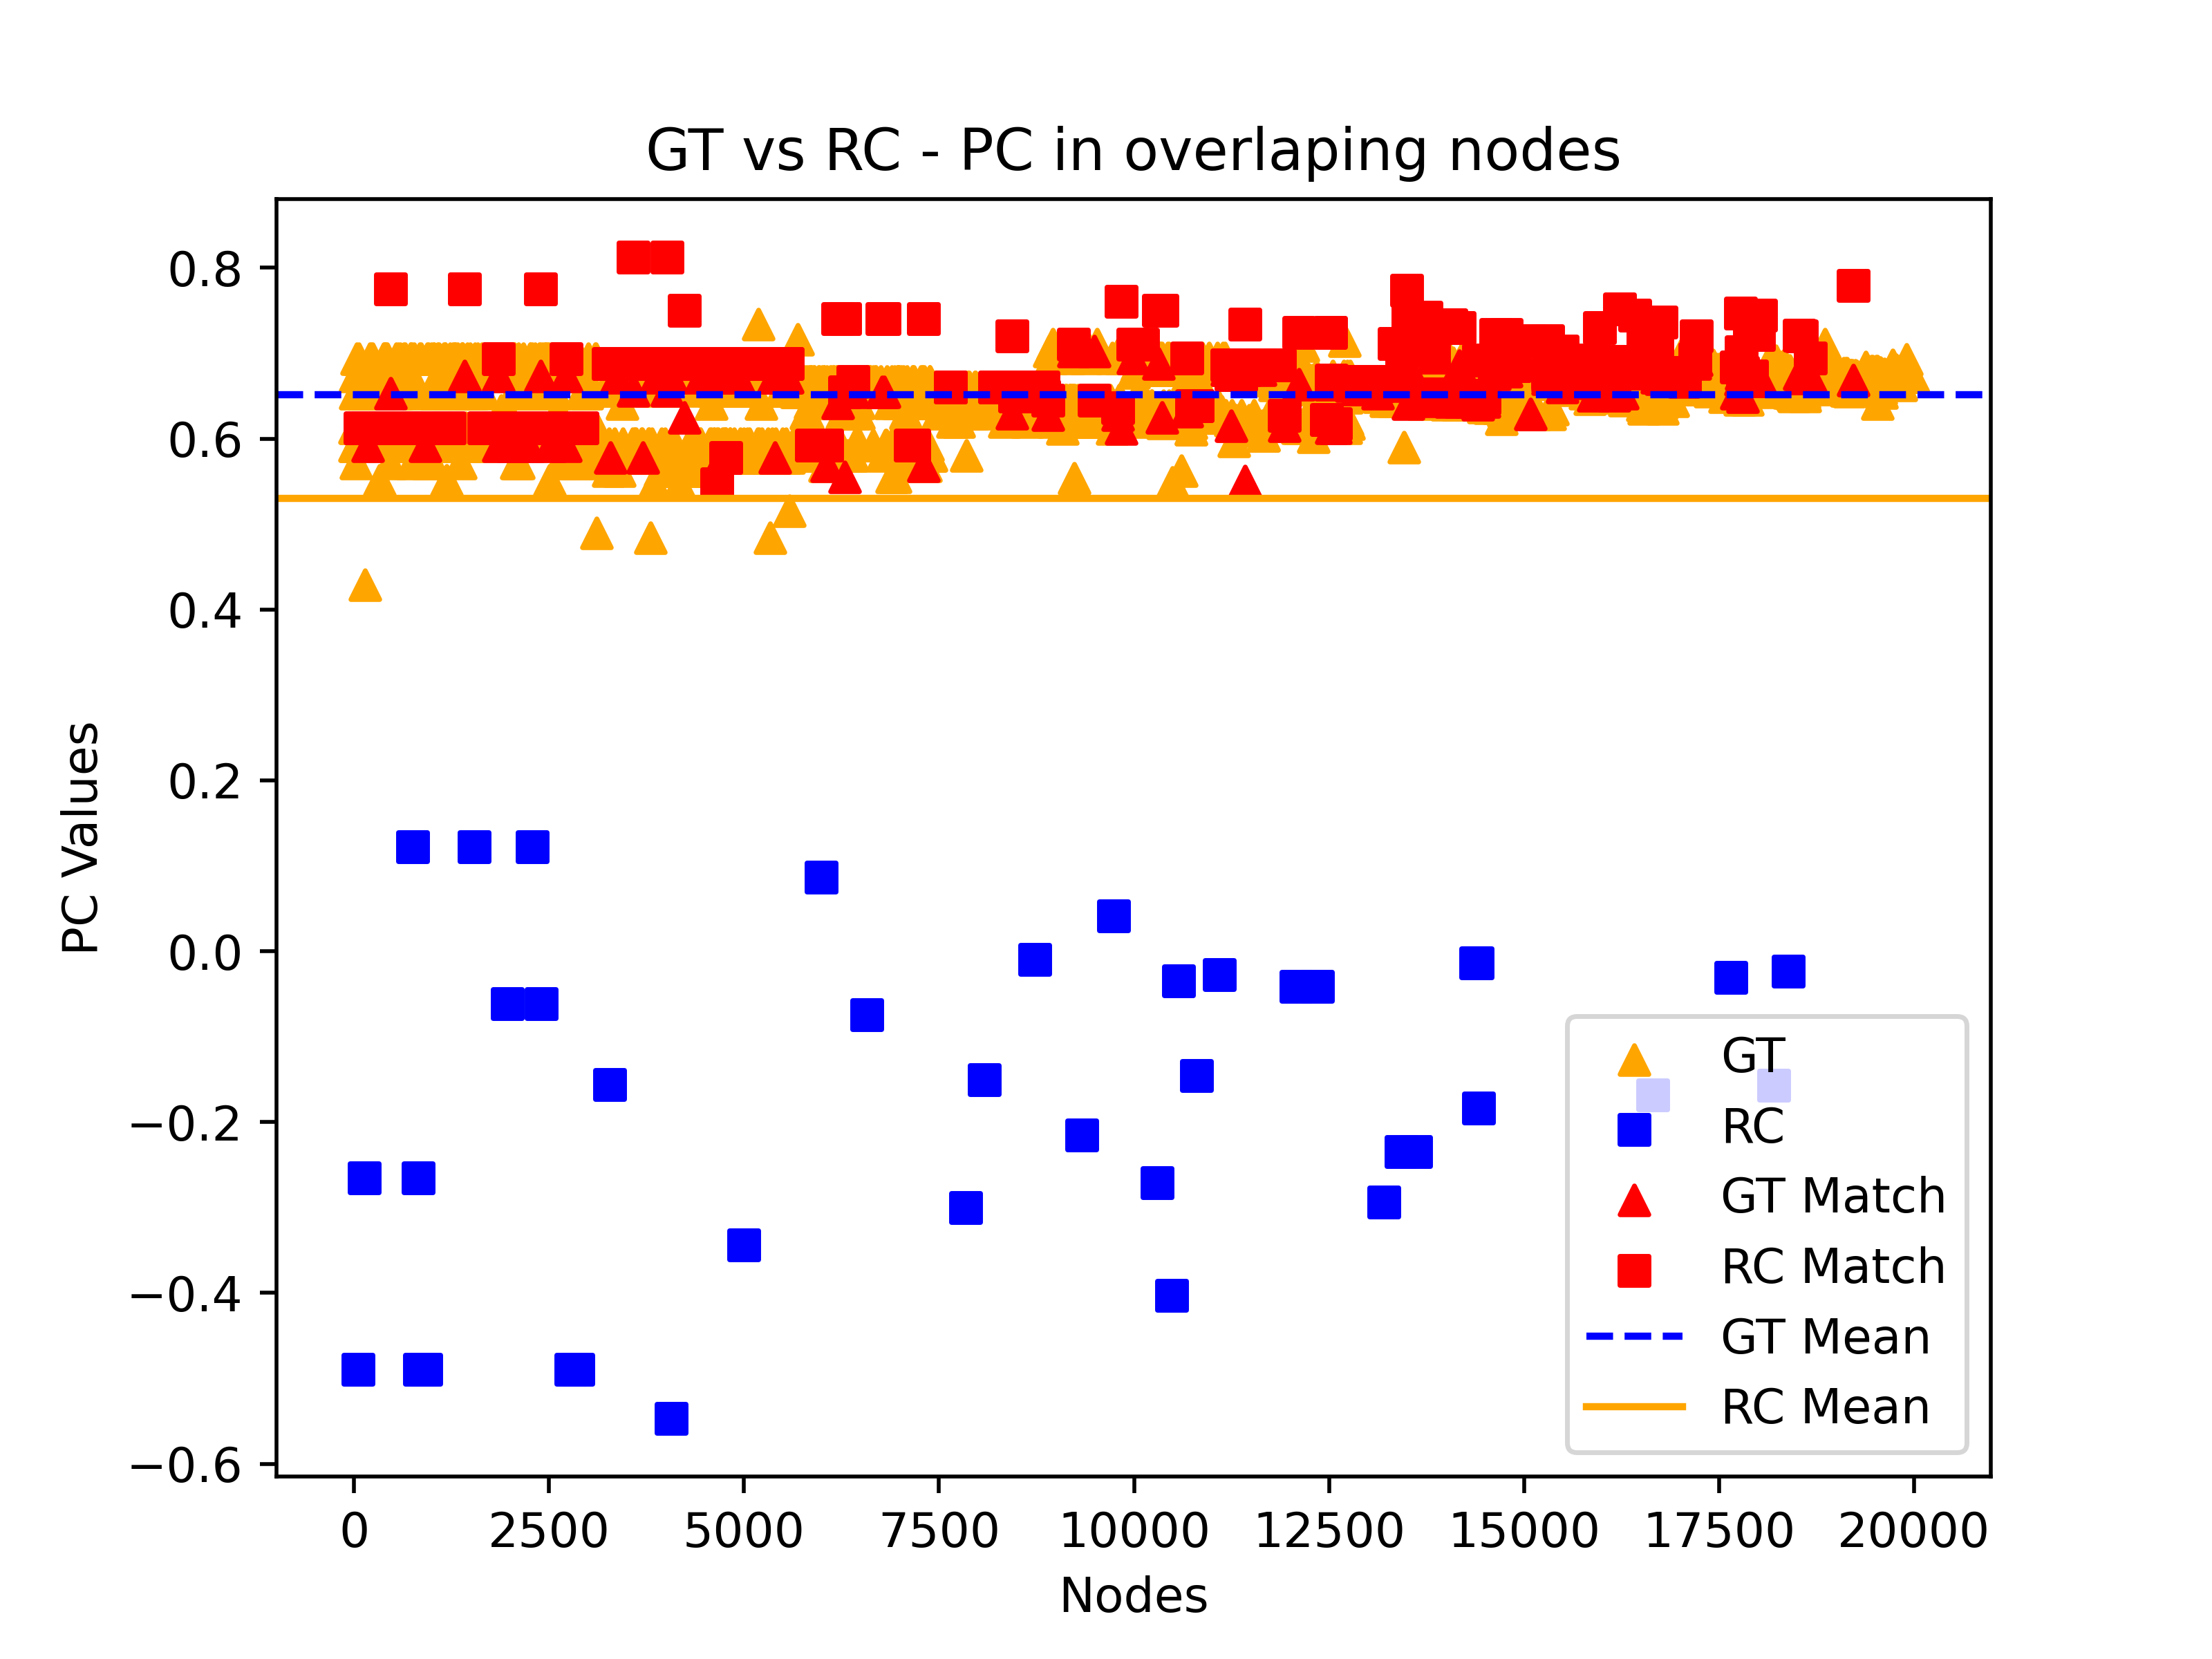 GT vs RC - PC in overlaping nodes
PC Values
0.8
0.6
0.4
0.2
0.0
−0.2
−0.4
−0.6
GT
RC
GT Match
RC Match
GT Mean
RC Mean
0 2500 5000 7500 10000 12500 15000 17500 20000
Nodes